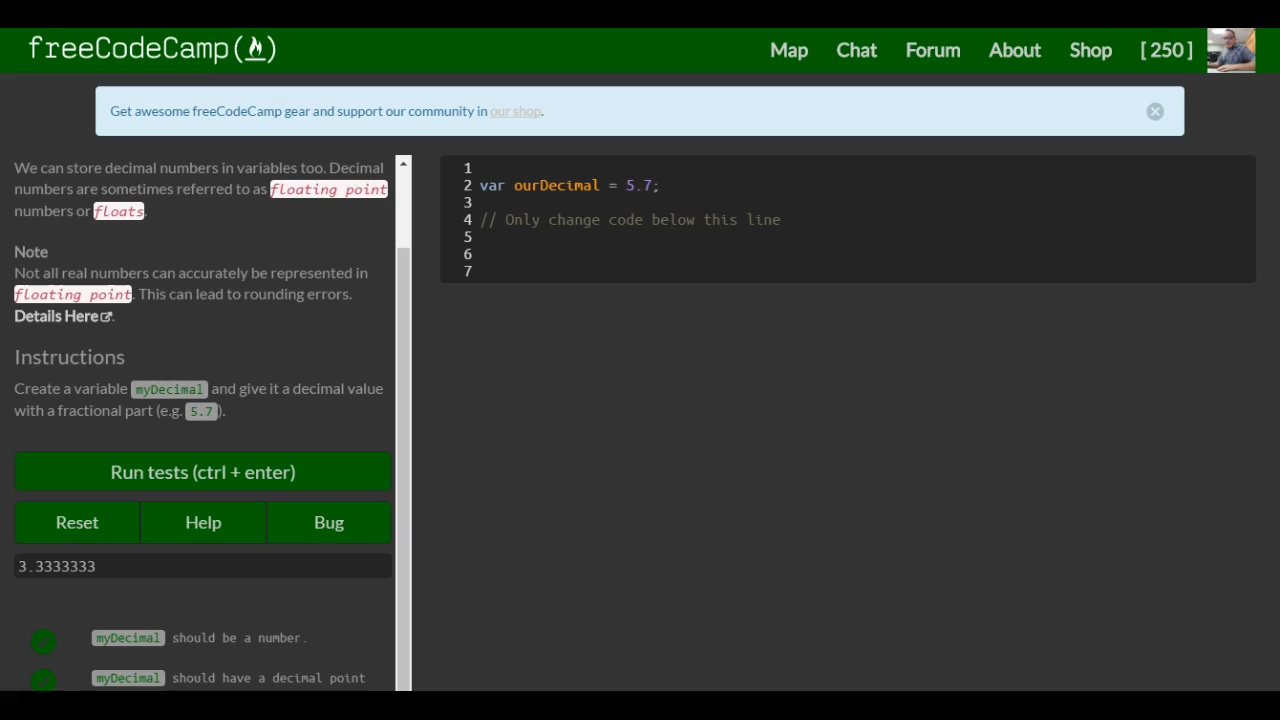 freeCodeCamp(🔥)
Map Chat Forum About Shop [ 250 ]
Get awesome freeCodeCamp gear and support our community in our shop.
We can store decimal numbers in variables too. Decimal
numbers are sometimes referred to as floating point
numbers or floats.
Note
Not all real numbers can accurately be represented in
floating point. This can lead to rounding errors.
Details Here.
Instructions
Create a variable myDecimal and give it a decimal value
with a fractional part (e.g. 5.7).
Run tests (ctrl + enter)
Reset Help Bug
3.3333333
myDecimal should be a number.
myDecimal should have a decimal point
1
2 var ourDecimal = 5.7;
3
4 // Only change code below this line
5
6
7